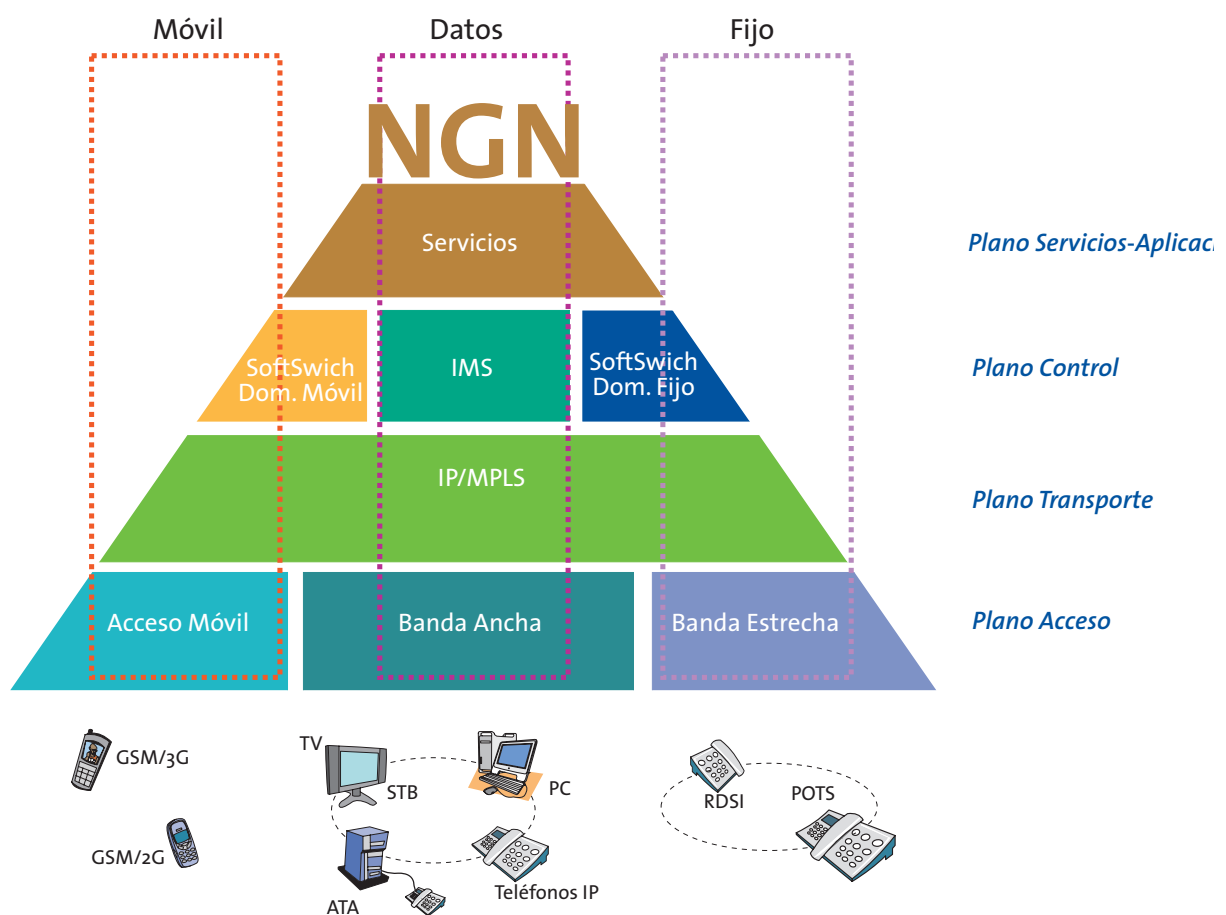 Móvil
Datos
Fijo
NGN
Servicios
Plano Servicios-Aplicaci
SoftSwich
Dom. Móvil
IMS
SoftSwich
Dom. Fijo
Plano Control
IP/MPLS
Plano Transporte
Acceso Móvil
Banda Ancha
Banda Estrecha
Plano Acceso
GSM/3G
TV
STB
PC
RDSI
POTS
GSM/2G
ATA
Teléfonos IP